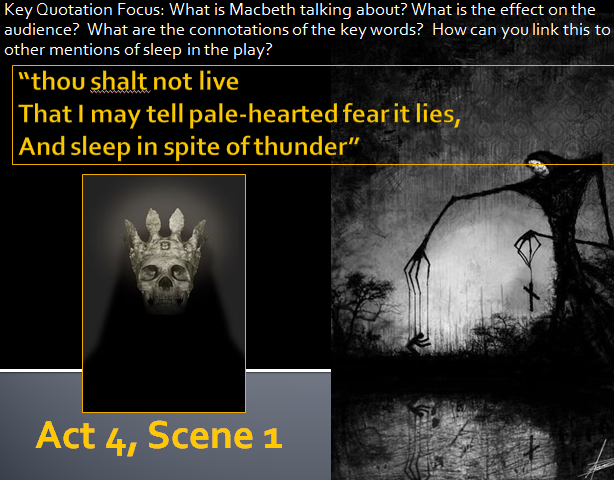 Key Quotation Focus: What is Macbeth talking about? What is the effect on the
audience?  What are the connotations of the key words?  How can you link this to
other mentions of sleep in the play?
“thou shalt not live
That I may tell pale-hearted fear it lies,
And sleep in spite of thunder”
Act 4, Scene 1